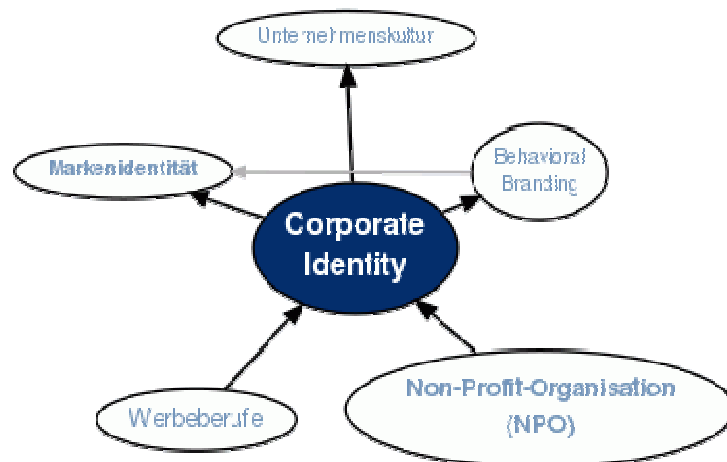 Unternehmenskultur
Markenidentität
Behavioral
Branding
Corporate
Identity
Werbeberufe
Non-Profit-Organisation
(NPO)